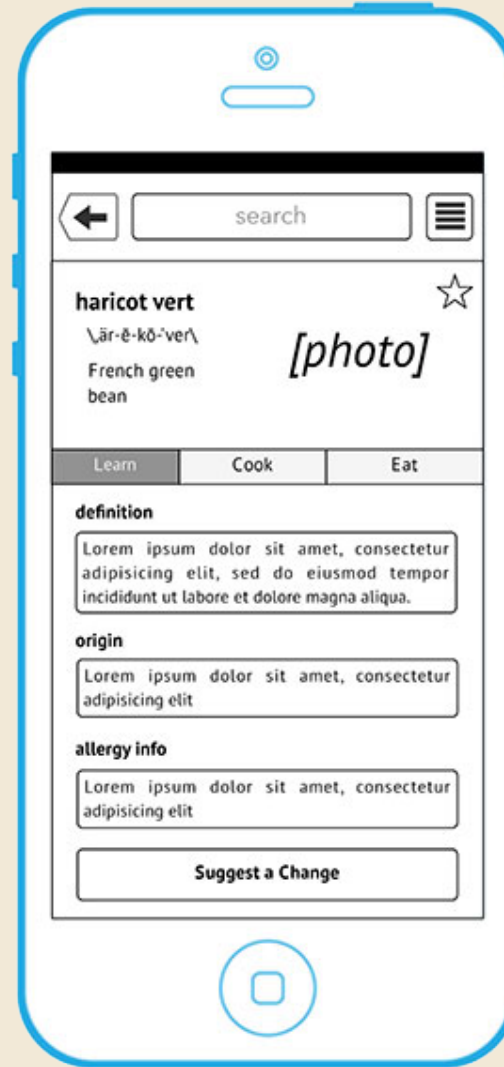 search
haricot vert
\ˌär-ē-kō-ˈver\
French green
bean
[photo]
Learn
Cook
Eat
definition
Lorem ipsum dolor sit amet, consectetur
adipisicing elit, sed do eiusmod tempor
incididunt ut labore et dolore magna aliqua.
origin
Lorem ipsum dolor sit amet, consectetur
adipisicing elit
allergy info
Lorem ipsum dolor sit amet, consectetur
adipisicing elit
Suggest a Change